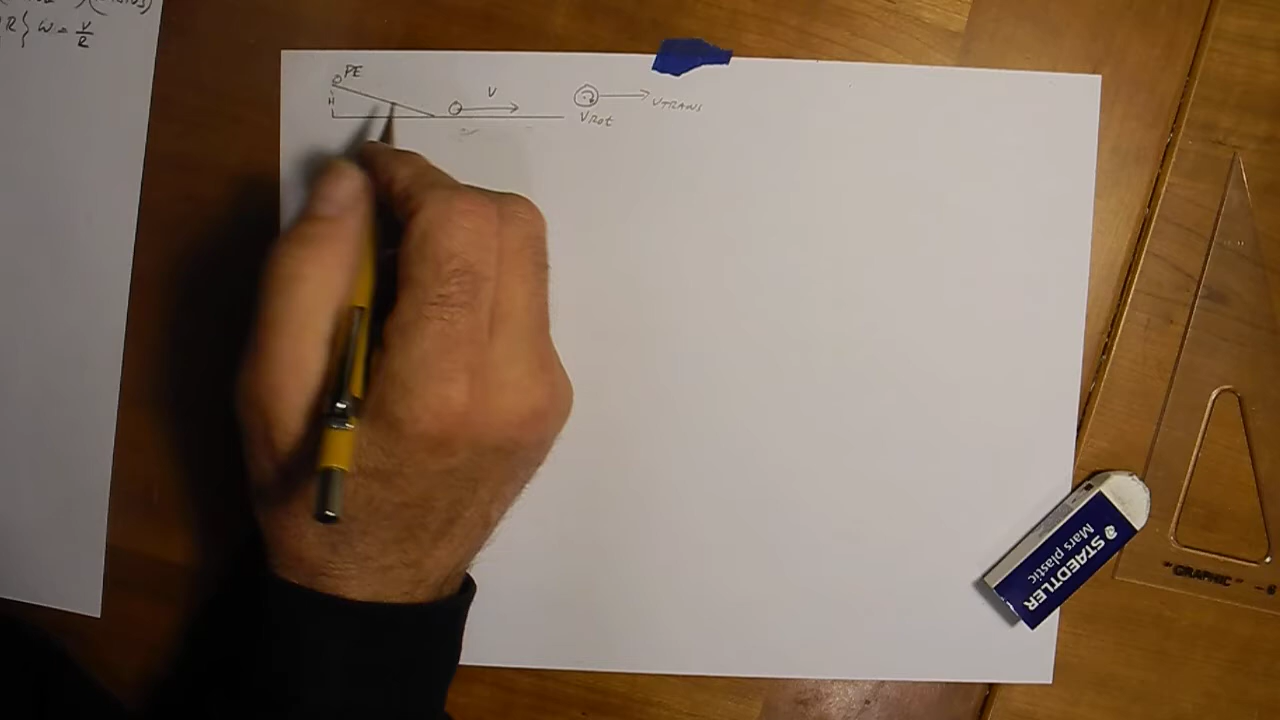 R} ω = V/R
PE
H
V
VTRANS
VRot
STAEDTLER
Mars plastic
"GRAPHIC"